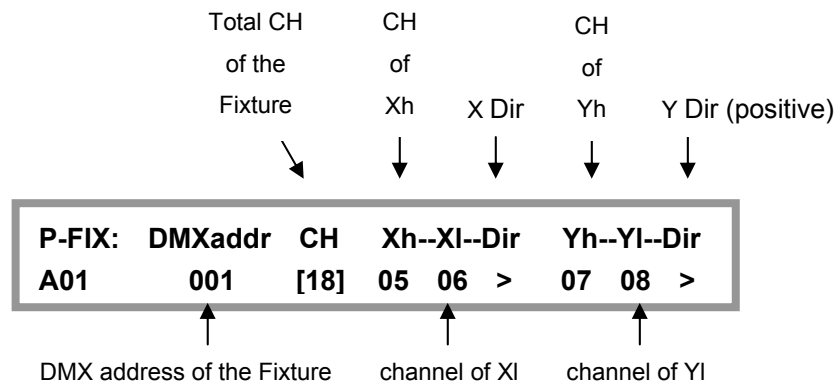 Total CH CH CH
of the of of
Fixture Xh X Dir Yh Y Dir (positive)
P-FIX: DMXaddr CH Xh--Xl--Dir Yh--Yl--Dir
A01 001 [18] 05 06 > 07 08 >
DMX address of the Fixture channel of Xl channel of Yl